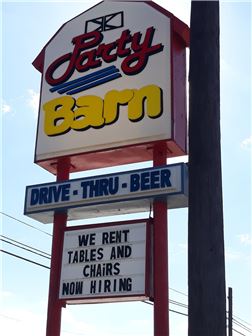 Party
Barn
DRIVE - THRU - BEER
WE RENT
TABLES AND
CHAiRS
NOW HIRING